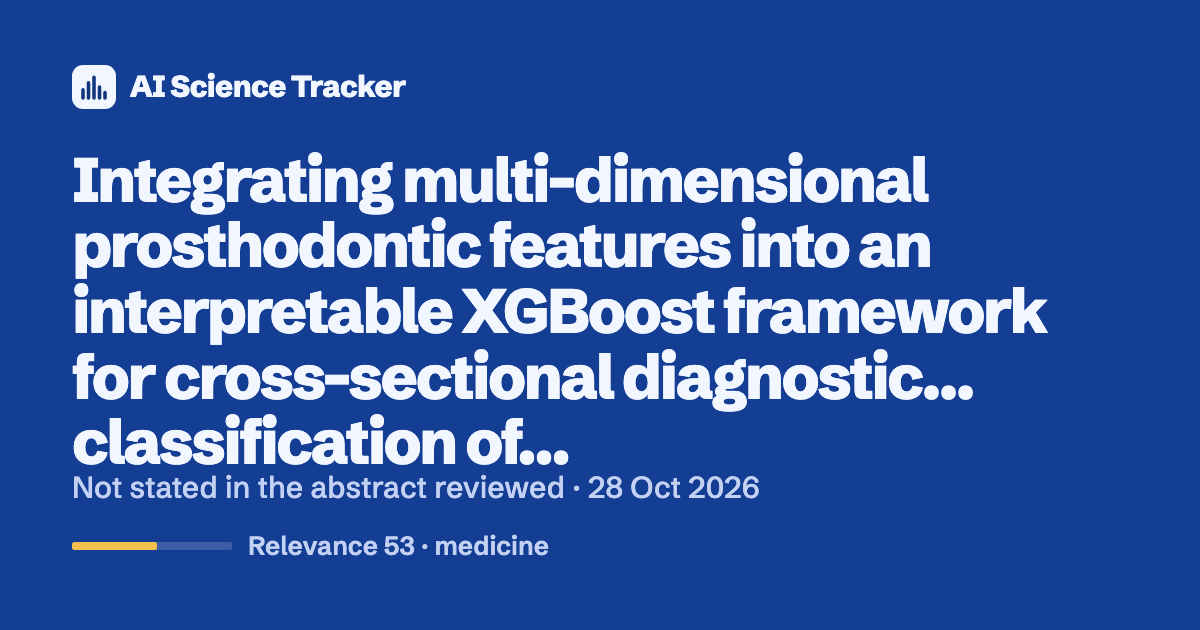 AI Science Tracker
Integrating multi-dimensional
prosthodontic features into an
interpretable XGBoost framework
for cross-sectional diagnostic...
classification of...
Not stated in the abstract reviewed · 28 Oct 2026
Relevance 53 · medicine